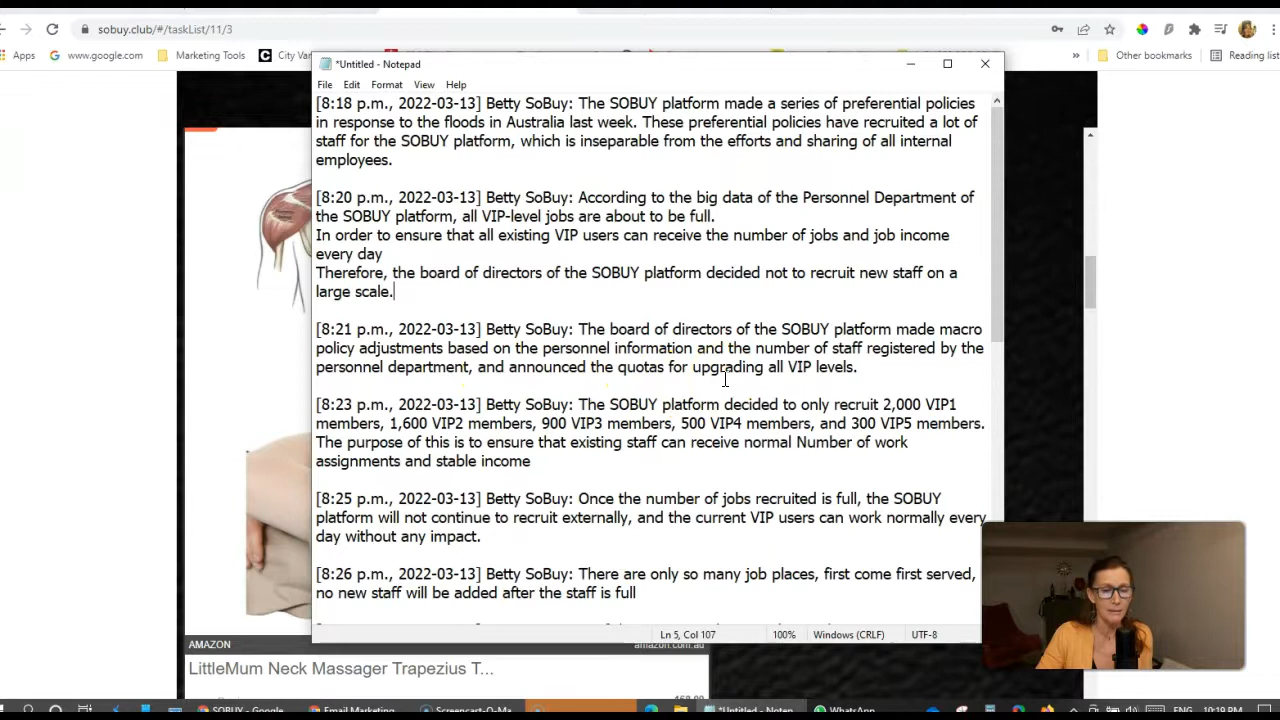 sobuy.club/#/taskList/11/3
Apps www.google.com Marketing Tools City Van Other bookmarks Reading list
*Untitled - Notepad
File Edit Format View Help
[8:18 p.m., 2022-03-13] Betty SoBuy: The SOBUY platform made a series of preferential policies
in response to the floods in Australia last week. These preferential policies have recruited a lot of
staff for the SOBUY platform, which is inseparable from the efforts and sharing of all internal
employees.
[8:20 p.m., 2022-03-13] Betty SoBuy: According to the big data of the Personnel Department of
the SOBUY platform, all VIP-level jobs are about to be full.
In order to ensure that all existing VIP users can receive the number of jobs and job income
every day
Therefore, the board of directors of the SOBUY platform decided not to recruit new staff on a
large scale.
[8:21 p.m., 2022-03-13] Betty SoBuy: The board of directors of the SOBUY platform made macro
policy adjustments based on the personnel information and the number of staff registered by the
personnel department, and announced the quotas for upgrading all VIP levels.
[8:23 p.m., 2022-03-13] Betty SoBuy: The SOBUY platform decided to only recruit 2,000 VIP1
members, 1,600 VIP2 members, 900 VIP3 members, 500 VIP4 members, and 300 VIP5 members.
The purpose of this is to ensure that existing staff can receive normal Number of work
assignments and stable income
[8:25 p.m., 2022-03-13] Betty SoBuy: Once the number of jobs recruited is full, the SOBUY
platform will not continue to recruit externally, and the current VIP users can work normally every
day without any impact.
[8:26 p.m., 2022-03-13] Betty SoBuy: There are only so many job places, first come first served,
no new staff will be added after the staff is full
Ln 5, Col 107 100% Windows (CRLF) UTF-8
AMAZON amazon.com.au
LittleMum Neck Massager Trapezius T...
SOBUY - Google Email Marketing Screencast-O-Ma *Untitled - Noten WhatsApp 10:19 PM